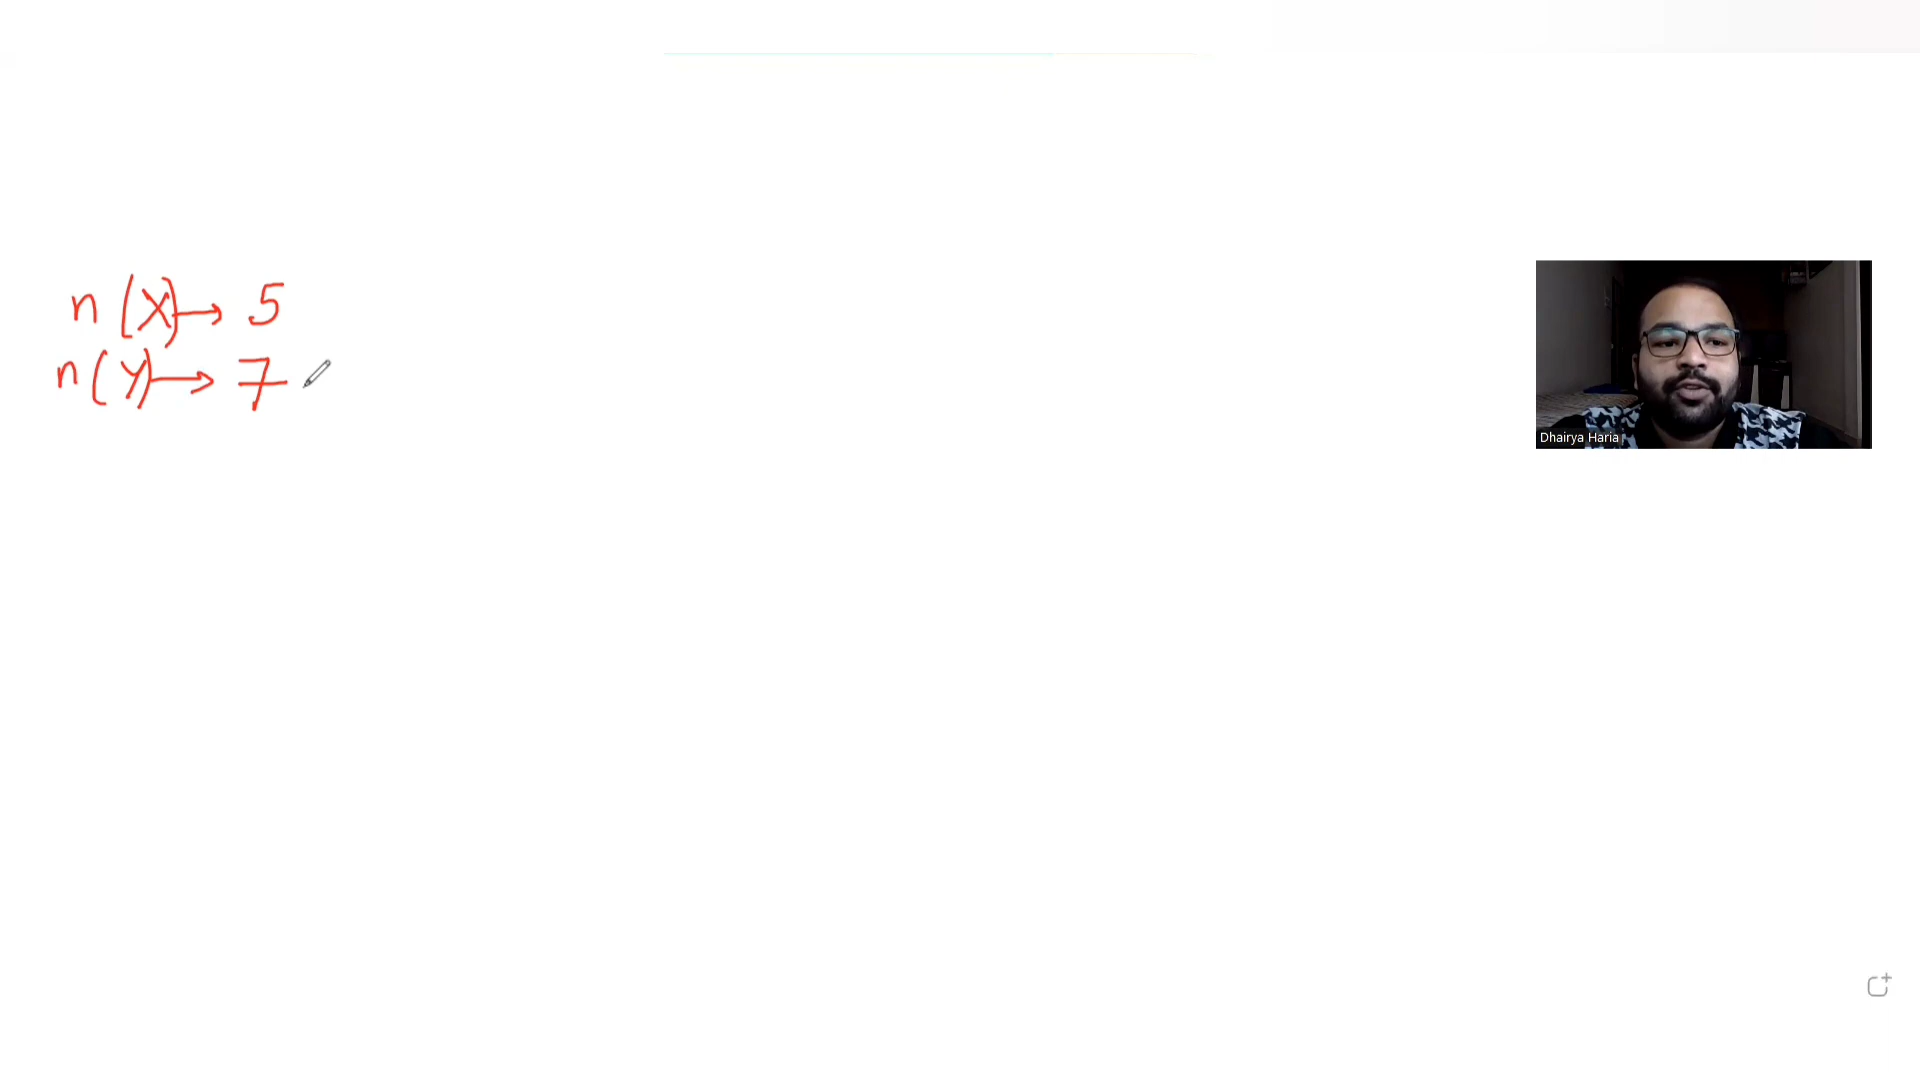 n (X) → 5
n (Y) → 7
Dhairya Haria